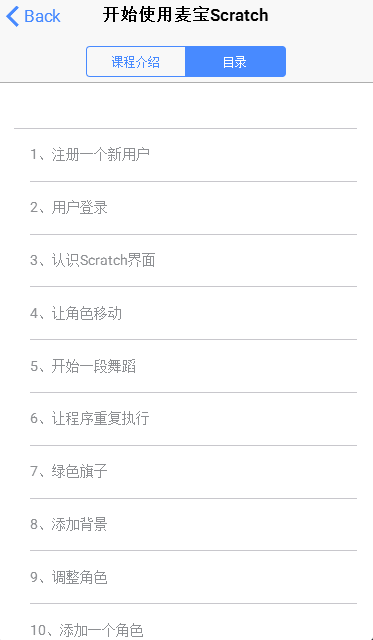 Back
开始使用麦宝Scratch
课程介绍
目录
1、注册一个新用户
2、用户登录
3、认识Scratch界面
4、让角色移动
5、开始一段舞蹈
6、让程序重复执行
7、绿色旗子
8、添加背景
9、调整角色
10、添加一个角色